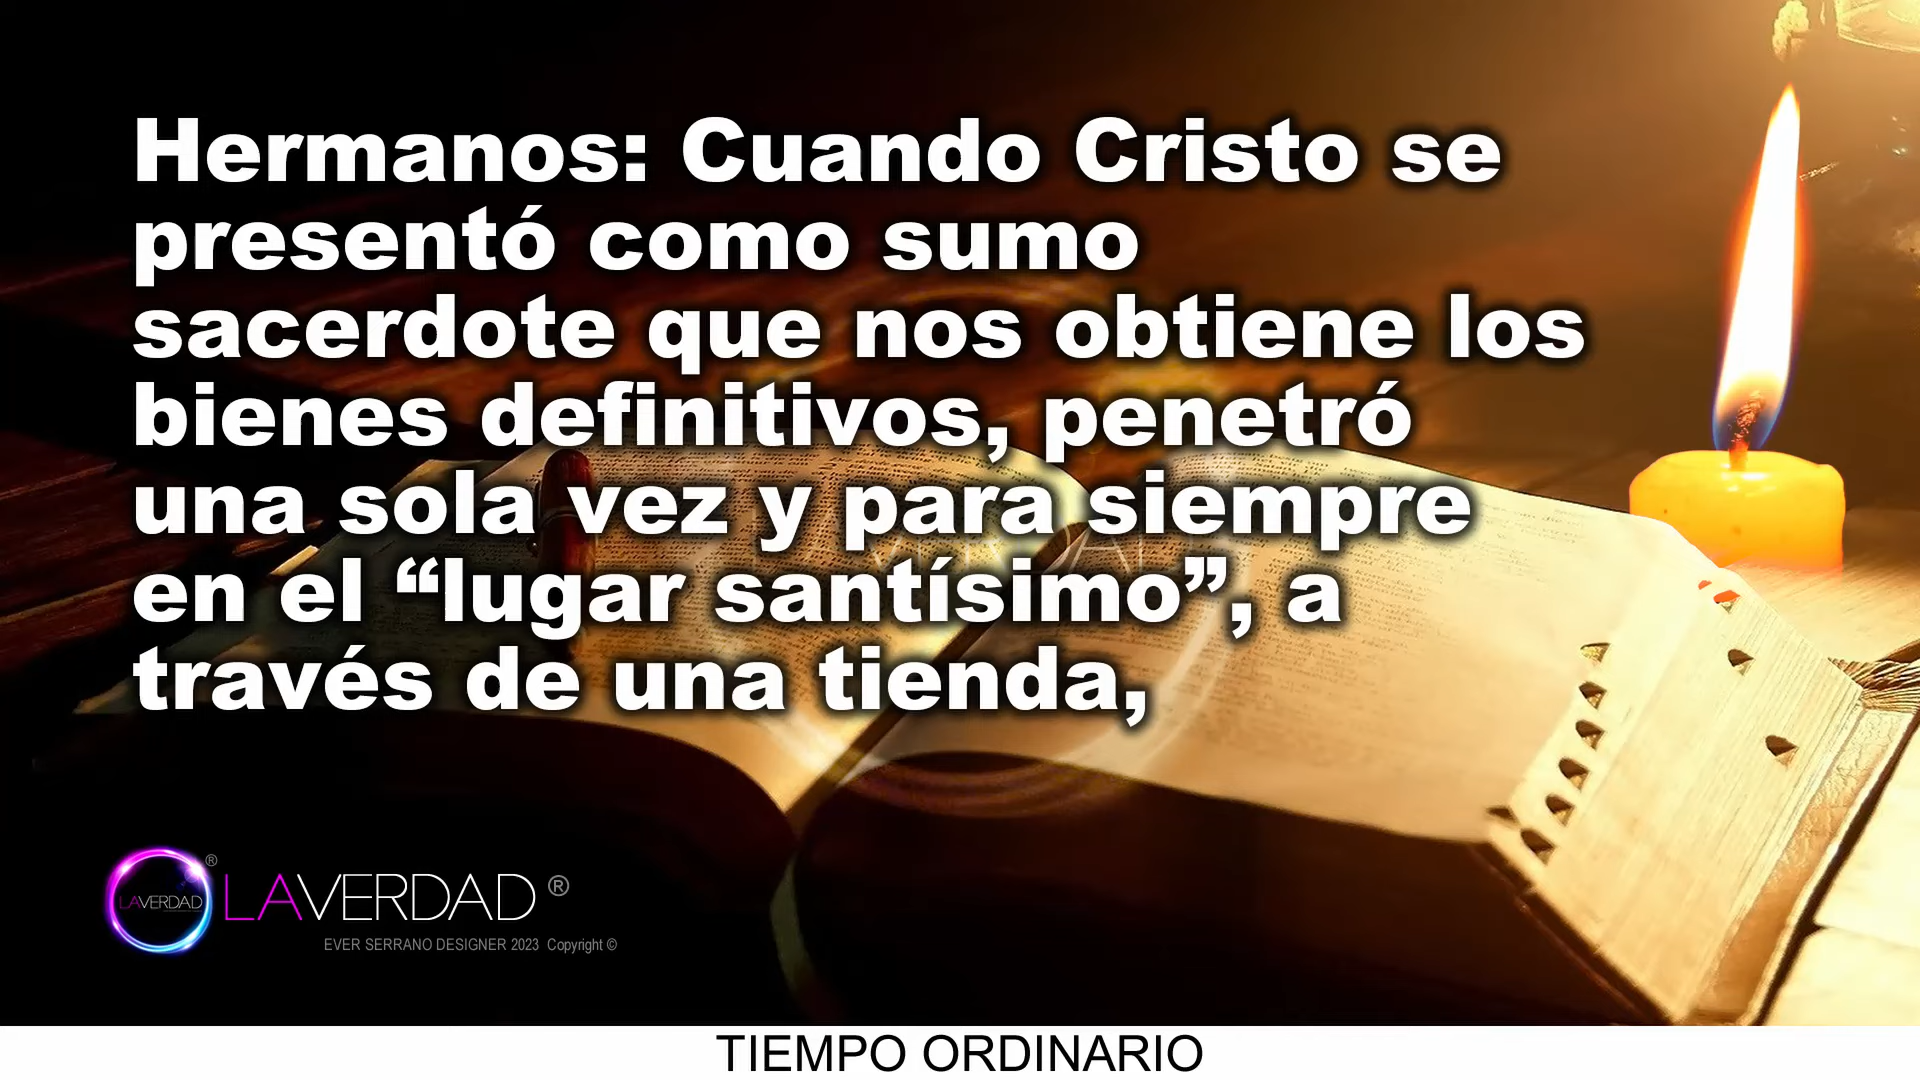 Hermanos: Cuando Cristo se
presentó como sumo
sacerdote que nos obtiene los
bienes definitivos, penetró
una sola vez y para siempre
en el “lugar santísimo”, a
través de una tienda,
LAVERDAD ®
LAVERDAD ®
EVER SERRANO DESIGNER 2023 Copyright ©
TIEMPO ORDINARIO